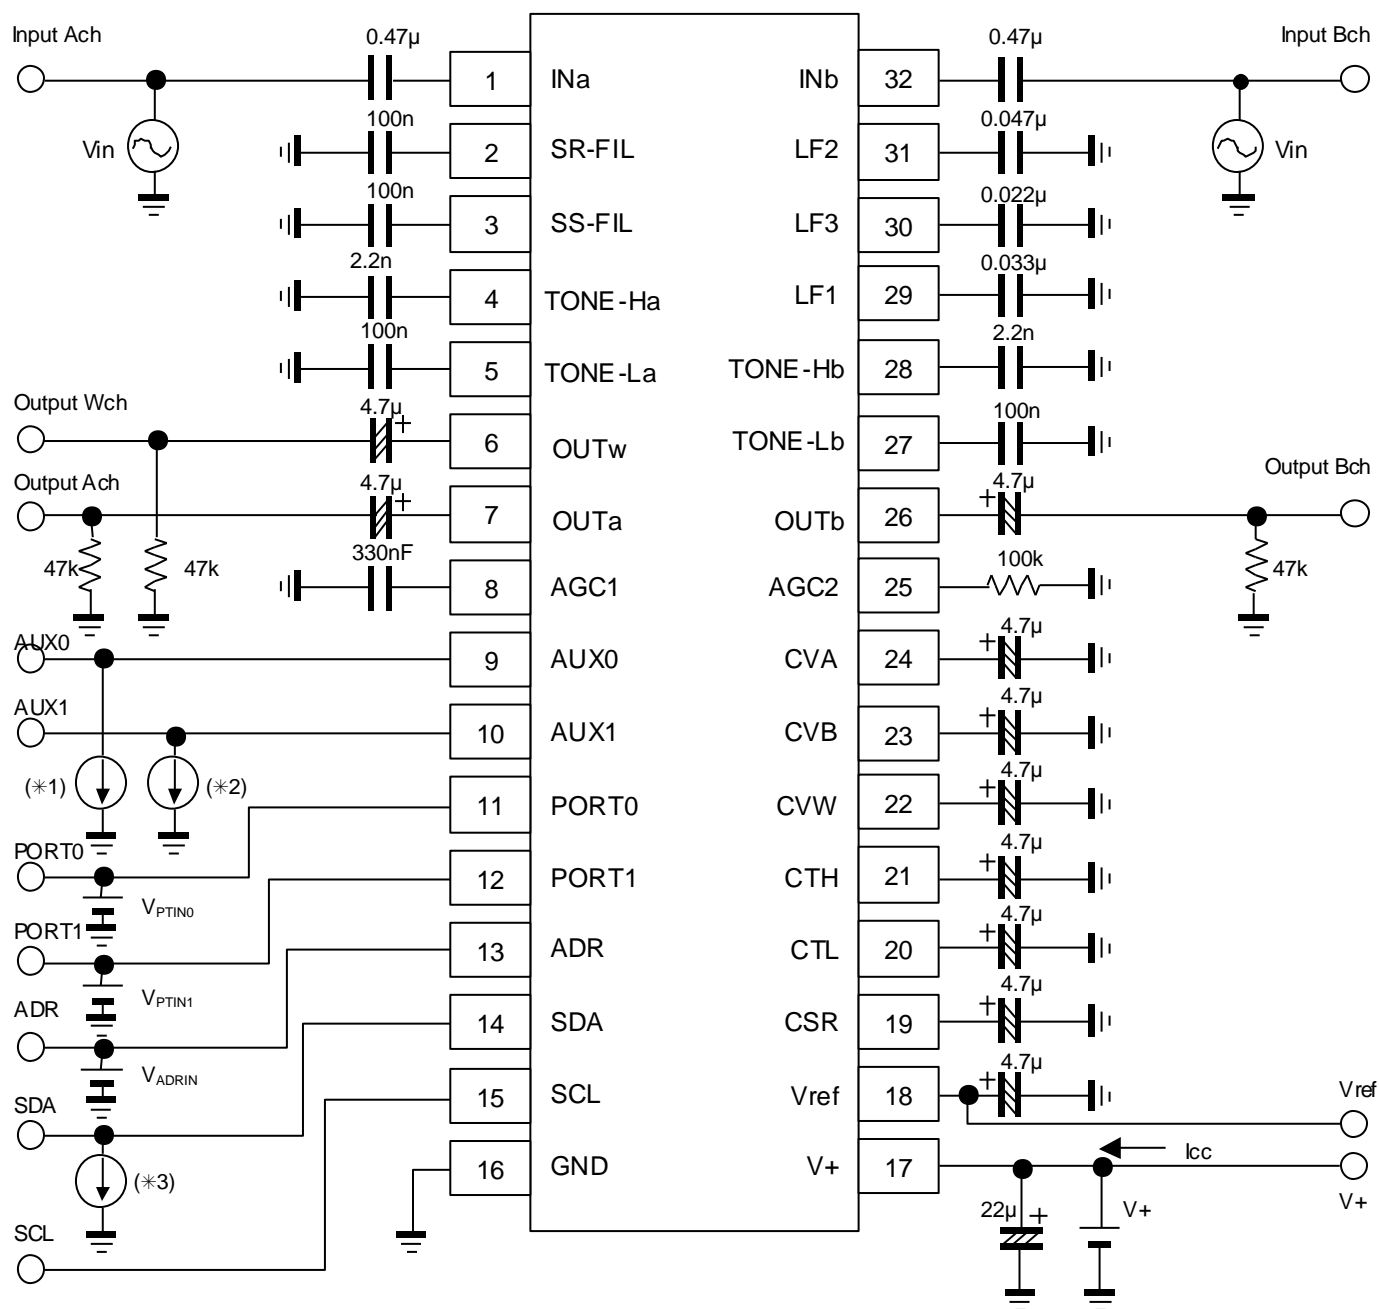 Input Ach
0.47µ
1
INa
INb
32
0.47µ
Input Bch
Vin
100n
2
SR-FIL
LF2
31
0.047µ
Vin
100n
3
SS-FIL
LF3
30
0.022µ
2.2n
4
TONE-Ha
LF1
29
0.033µ
100n
5
TONE-La
TONE-Hb
28
2.2n
Output Wch
4.7µ
+
6
OUTw
TONE-Lb
27
100n
Output Ach
4.7µ
+
7
OUTa
OUTb
26
+
4.7µ
Output Bch
47k
47k
330nF
8
AGC1
AGC2
25
100k
47k
AUX0
9
AUX0
CVA
24
+
4.7µ
AUX1
10
AUX1
CVB
23
+
4.7µ
(✳1)
(✳2)
11
PORT0
CVW
22
+
4.7µ
PORT0
VPTIN0
12
PORT1
CTH
21
+
4.7µ
PORT1
VPTIN1
13
ADR
CTL
20
+
4.7µ
ADR
VADRIN
14
SDA
CSR
19
+
4.7µ
SDA
(✳3)
15
SCL
Vref
18
+
4.7µ
Vref
16
GND
V+
17
Icc
V+
SCL
22µ
+
V+